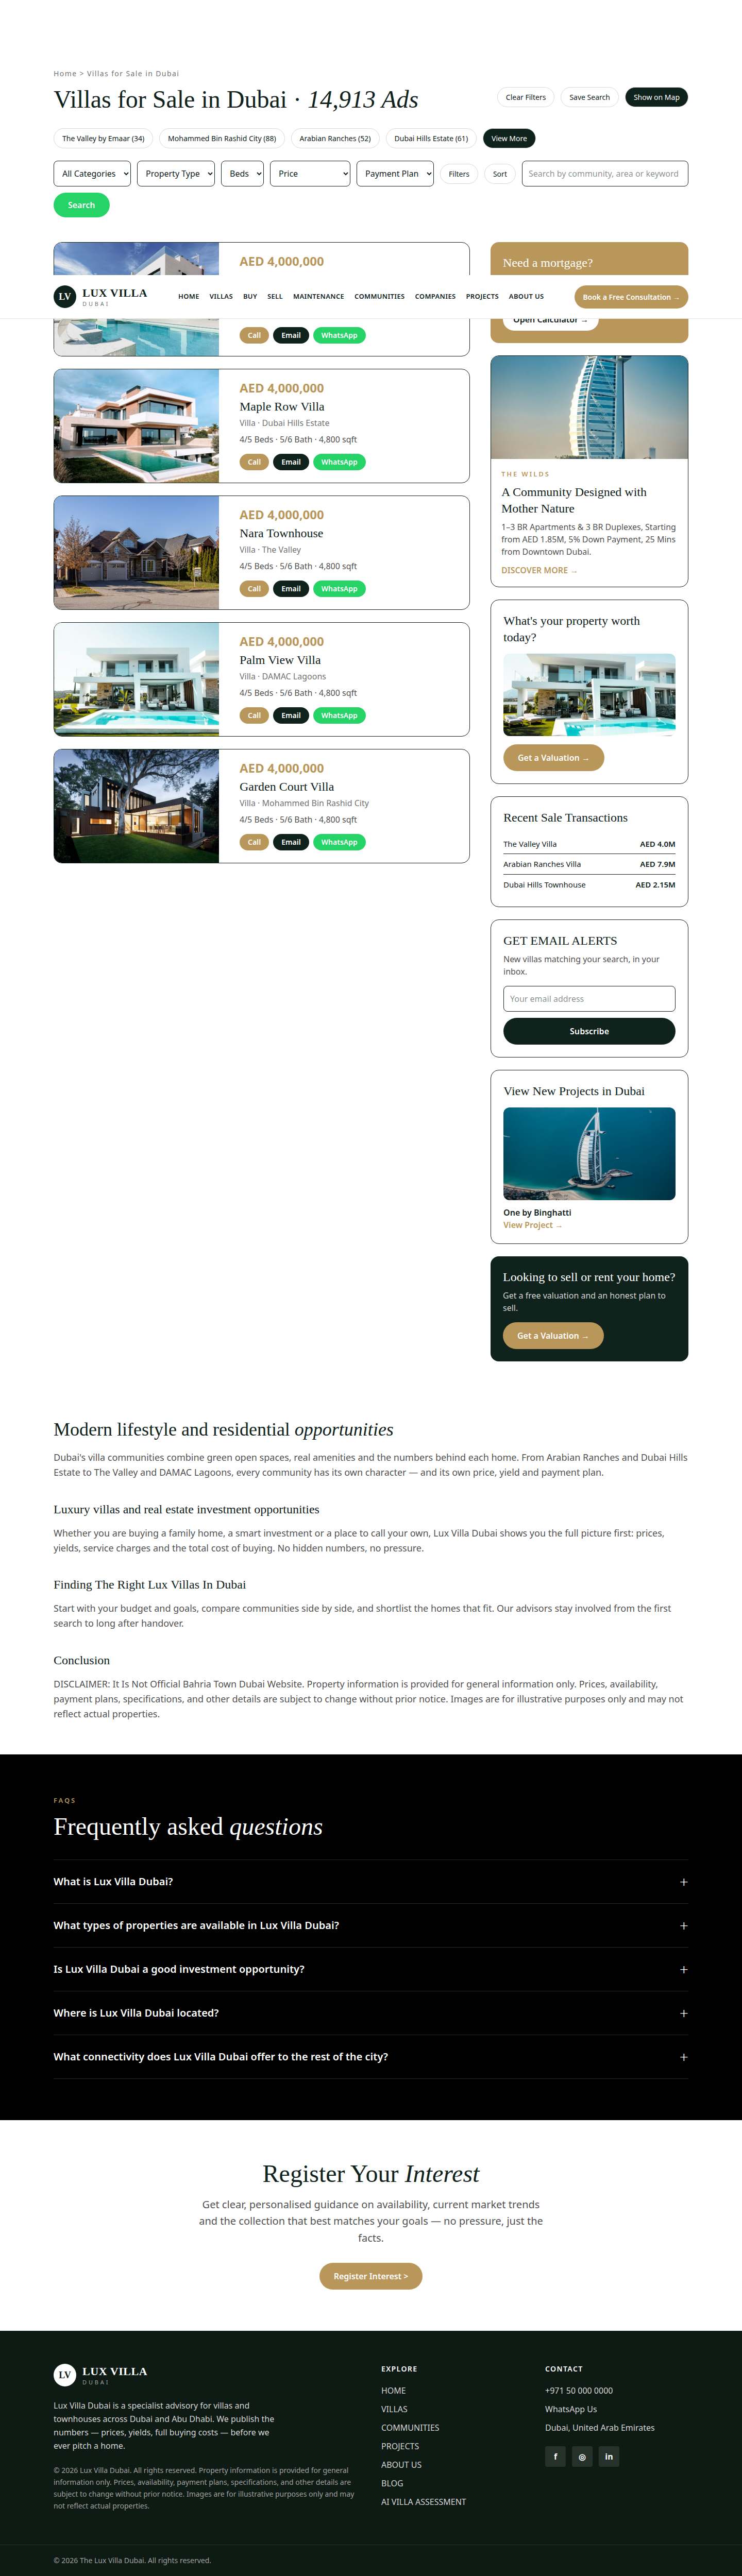 Home > Villas for Sale in Dubai
Villas for Sale in Dubai · 14,913 Ads
Clear Filters
Save Search
Show on Map
The Valley by Emaar (34)
Mohammed Bin Rashid City (88)
Arabian Ranches (52)
Dubai Hills Estate (61)
View More
All Categories
Property Type
Beds
Price
Payment Plan
Filters
Sort
Search by community, area or keyword
Search
AED 4,000,000
LV
LUX VILLA
DUBAI
HOME
VILLAS
BUY
SELL
MAINTENANCE
COMMUNITIES
COMPANIES
PROJECTS
ABOUT US
Book a Free Consultation →
Call
Email
WhatsApp
AED 4,000,000
Maple Row Villa
Villa · Dubai Hills Estate
4/5 Beds · 5/6 Bath · 4,800 sqft
Call
Email
WhatsApp
AED 4,000,000
Nara Townhouse
Villa · The Valley
4/5 Beds · 5/6 Bath · 4,800 sqft
Call
Email
WhatsApp
AED 4,000,000
Palm View Villa
Villa · DAMAC Lagoons
4/5 Beds · 5/6 Bath · 4,800 sqft
Call
Email
WhatsApp
AED 4,000,000
Garden Court Villa
Villa · Mohammed Bin Rashid City
4/5 Beds · 5/6 Bath · 4,800 sqft
Call
Email
WhatsApp
Need a mortgage?
Open Calculator →
THE WILDS
A Community Designed with
Mother Nature
1–3 BR Apartments & 3 BR Duplexes, Starting
from AED 1.85M, 5% Down Payment, 25 Mins
from Downtown Dubai.
DISCOVER MORE →
What's your property worth
today?
Get a Valuation →
Recent Sale Transactions
The Valley Villa AED 4.0M
Arabian Ranches Villa AED 7.9M
Dubai Hills Townhouse AED 2.15M
GET EMAIL ALERTS
New villas matching your search, in your
inbox.
Your email address
Subscribe
View New Projects in Dubai
One by Binghatti
View Project →
Looking to sell or rent your home?
Get a free valuation and an honest plan to
sell.
Get a Valuation →
Modern lifestyle and residential opportunities
Dubai's villa communities combine green open spaces, real amenities and the numbers behind each home. From Arabian Ranches and Dubai Hills
Estate to The Valley and DAMAC Lagoons, every community has its own character — and its own price, yield and payment plan.
Luxury villas and real estate investment opportunities
Whether you are buying a family home, a smart investment or a place to call your own, Lux Villa Dubai shows you the full picture first: prices,
yields, service charges and the total cost of buying. No hidden numbers, no pressure.
Finding The Right Lux Villas In Dubai
Start with your budget and goals, compare communities side by side, and shortlist the homes that fit. Our advisors stay involved from the first
search to long after handover.
Conclusion
DISCLAIMER: It Is Not Official Bahria Town Dubai Website. Property information is provided for general information only. Prices, availability,
payment plans, specifications, and other details are subject to change without prior notice. Images are for illustrative purposes only and may not
reflect actual properties.
FAQS
Frequently asked questions
What is Lux Villa Dubai? +
What types of properties are available in Lux Villa Dubai? +
Is Lux Villa Dubai a good investment opportunity? +
Where is Lux Villa Dubai located? +
What connectivity does Lux Villa Dubai offer to the rest of the city? +
Register Your Interest
Get clear, personalised guidance on availability, current market trends
and the collection that best matches your goals — no pressure, just the
facts.
Register Interest >
LV
LUX VILLA
DUBAI
Lux Villa Dubai is a specialist advisory for villas and
townhouses across Dubai and Abu Dhabi. We publish the
numbers — prices, yields, full buying costs — before we
ever pitch a home.
© 2026 Lux Villa Dubai. All rights reserved. Property information is provided for general
information only. Prices, availability, payment plans, specifications, and other details are
subject to change without prior notice. Images are for illustrative purposes only and may
not reflect actual properties.
EXPLORE
HOME
VILLAS
COMMUNITIES
PROJECTS
ABOUT US
BLOG
AI VILLA ASSESSMENT
CONTACT
+971 50 000 0000
WhatsApp Us
Dubai, United Arab Emirates
f
◎
in
© 2026 The Lux Villa Dubai. All rights reserved.